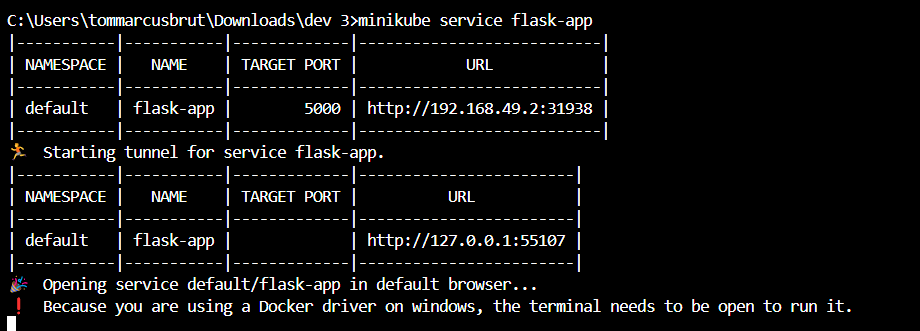 C:\Users\tommarcusbrut\Downloads\dev 3>minikube service flask-app
|-----------|-----------|-------------|---------------------------|
| NAMESPACE |   NAME    | TARGET PORT |            URL            |
|-----------|-----------|-------------|---------------------------|
| default   | flask-app |        5000 | http://192.168.49.2:31938 |
|-----------|-----------|-------------|---------------------------|
🏃  Starting tunnel for service flask-app.
|-----------|-----------|-------------|------------------------|
| NAMESPACE |   NAME    | TARGET PORT |          URL           |
|-----------|-----------|-------------|------------------------|
| default   | flask-app |             | http://127.0.0.1:55107 |
|-----------|-----------|-------------|------------------------|
🎉  Opening service default/flask-app in default browser...
❗  Because you are using a Docker driver on windows, the terminal needs to be open to run it.